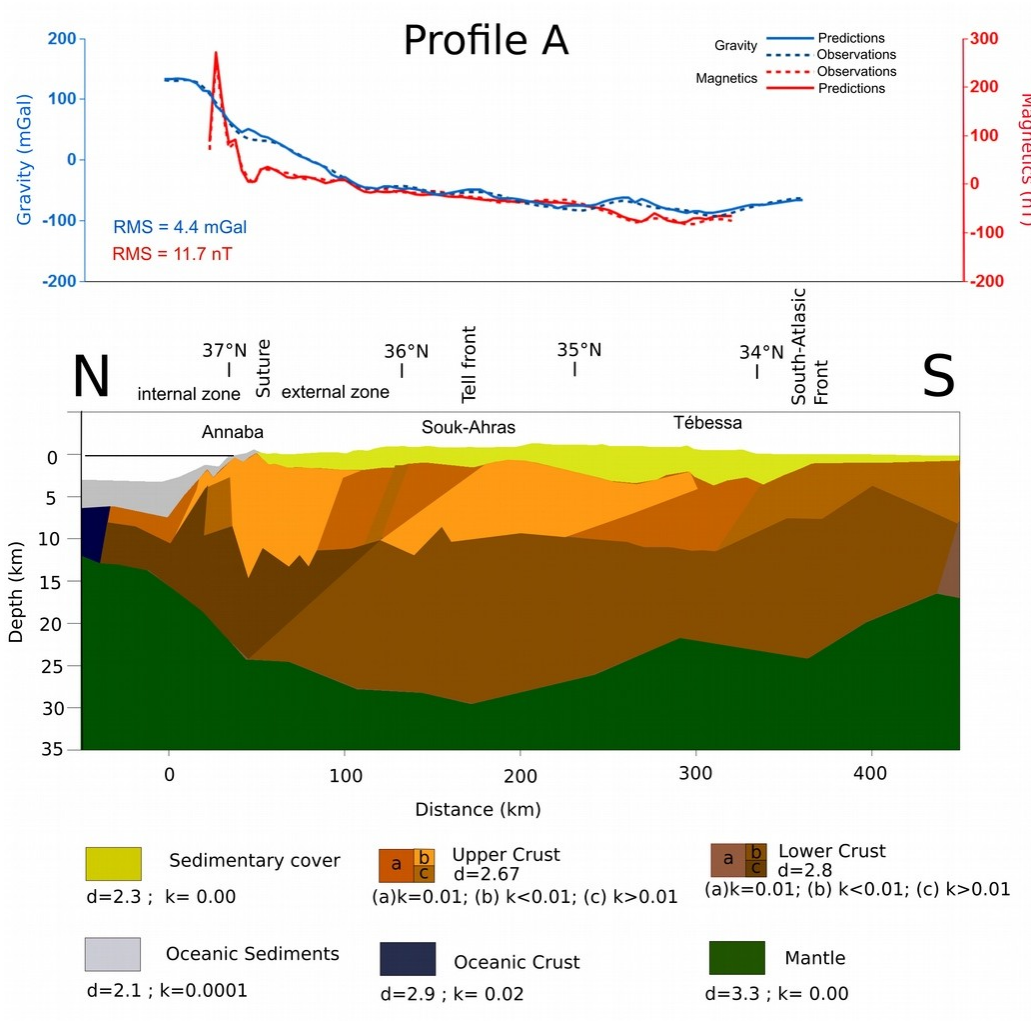 Profile A
200
100
0
-100
-200
Gravity (mGal)
300
200
100
0
-100
-200
Magnetics (nT)
Gravity
Predictions
Observations
Magnetics
Observations
Predictions
RMS = 4.4 mGal
RMS = 11.7 nT
N
37°N
Suture
36°N
Tell front
35°N
34°N
South-Atlasic
Front
S
internal zone
external zone
Annaba
Souk-Ahras
Tébessa
0
5
10
15
20
25
30
35
Depth (km)
0
100
200
300
400
Distance (km)
Sedimentary cover
d=2.3 ; k= 0.00
a
b
c
Upper Crust
d=2.67
(a)k=0.01; (b) k<0.01; (c) k>0.01
a
b
c
Lower Crust
d=2.8
(a)k=0.01; (b) k<0.01; (c) k>0.01
Oceanic Sediments
d=2.1 ; k=0.0001
Oceanic Crust
d=2.9 ; k= 0.02
Mantle
d=3.3 ; k= 0.00